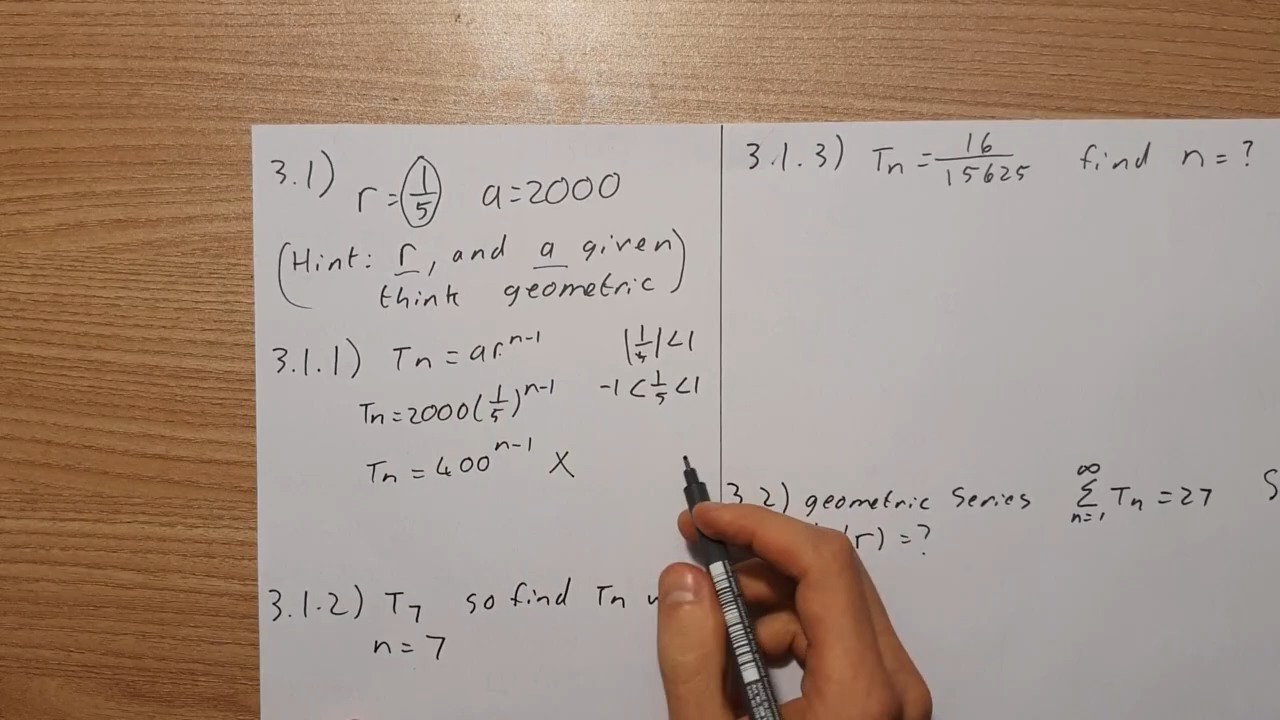 3.1) r = 1/5 a = 2000
(Hint: r, and a given
think geometric)
3.1.1) Tn = ar^n-1 |1/5| < 1
Tn = 2000(1/5)^n-1 -1 < 1/5 < 1
Tn = 400^n-1 X
3.1.2) T7 so find Tn
n = 7
3.1.3) Tn = 16/15625 find n = ?
3.2) geometric series ∞ Σ n=1 Tn = 27 S
(r) = ?